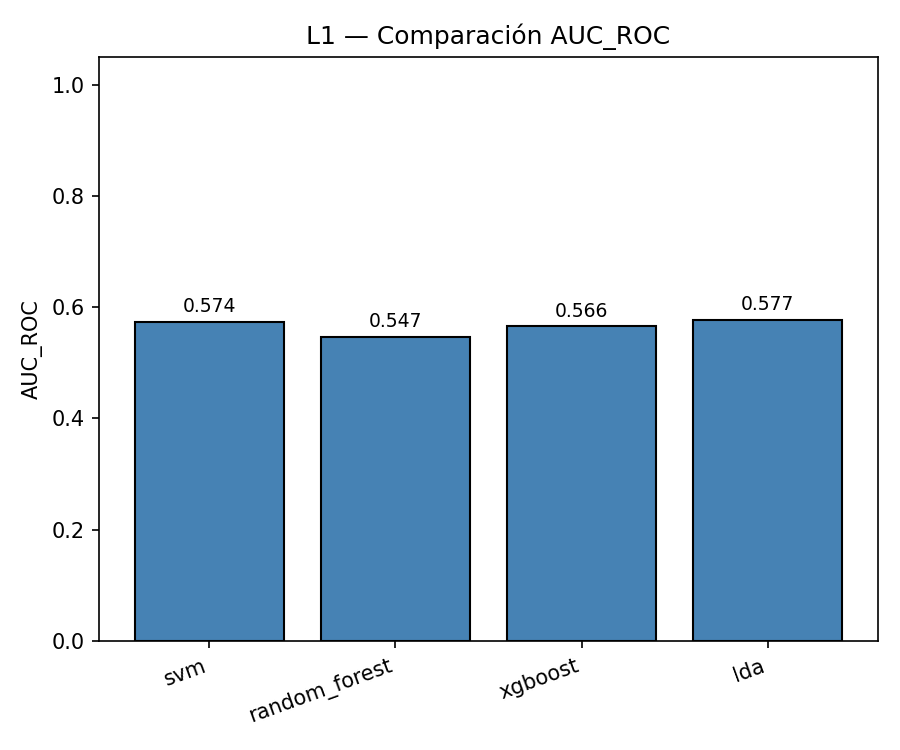 L1 — Comparación AUC_ROC
AUC_ROC
1.0
0.8
0.6
0.4
0.2
0.0
0.574
0.547
0.566
0.577
svm
random_forest
xgboost
lda